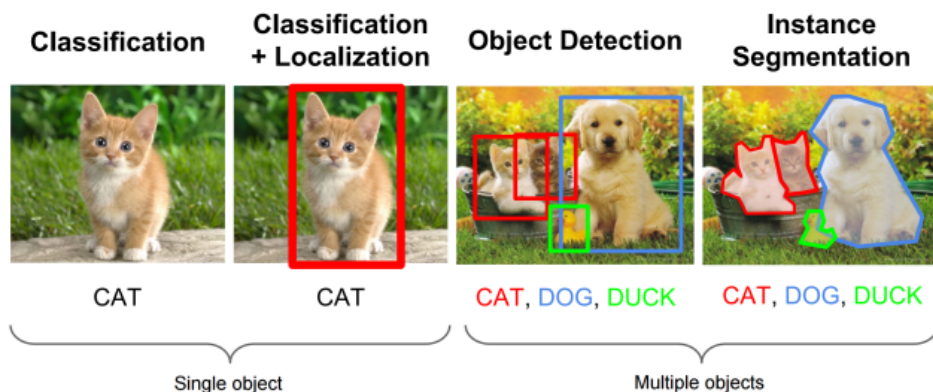 Classification
Classification
+ Localization
Object Detection
Instance
Segmentation
CAT
CAT
CAT, DOG, DUCK
CAT, DOG, DUCK
Single object
Multiple objects